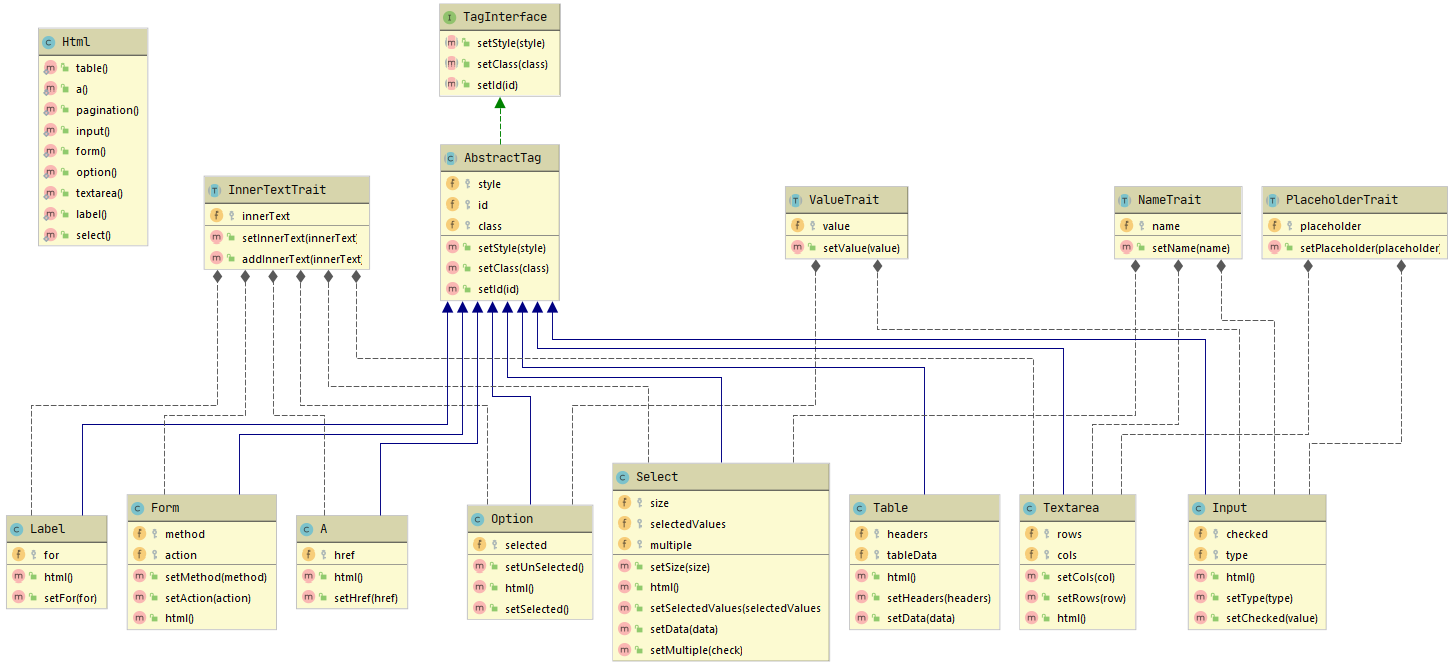 Html
table()
a()
pagination()
input()
form()
option()
textarea()
label()
select()
TagInterface
setStyle(style)
setClass(class)
setId(id)
AbstractTag
style
id
class
setStyle(style)
setClass(class)
setId(id)
InnerTextTrait
innerText
setInnerText(innerText)
addInnerText(innerText)
ValueTrait
value
setValue(value)
NameTrait
name
setName(name)
PlaceholderTrait
placeholder
setPlaceholder(placeholder)
Label
for
html()
setFor(for)
Form
method
action
setMethod(method)
setAction(action)
html()
A
href
html()
setHref(href)
Option
selected
setUnSelected()
html()
setSelected()
Select
size
selectedValues
multiple
setSize(size)
html()
setSelectedValues(selectedValues
setData(data)
setMultiple(check)
Table
headers
tableData
html()
setHeaders(headers)
setData(data)
Textarea
rows
cols
setCols(col)
setRows(row)
html()
Input
checked
type
html()
setType(type)
setChecked(value)